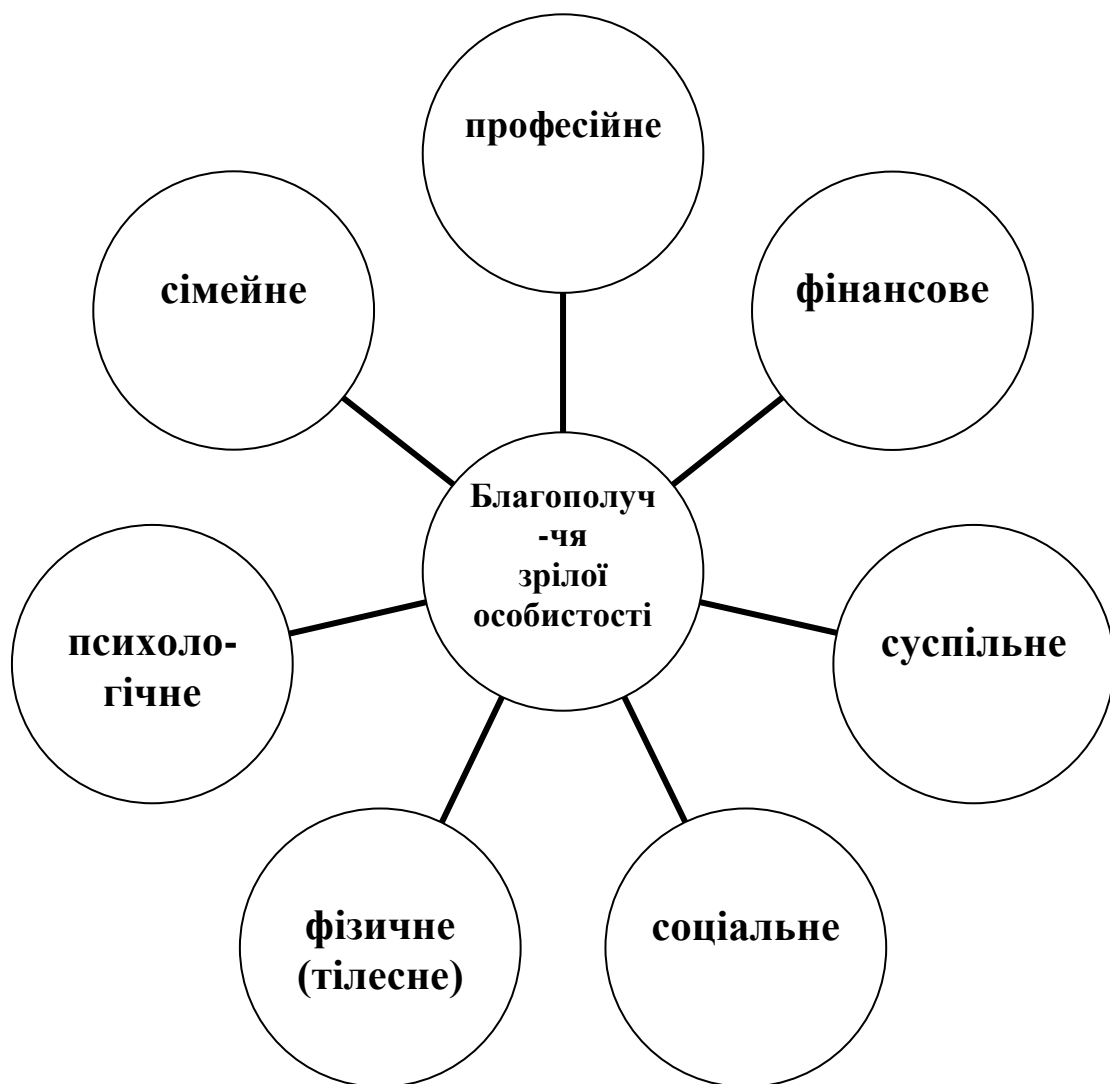 професійне
сімейне
фінансове
Благополуч
-чя
зрілої
особистості
психоло-
гічне
суспільне
фізичне
(тілесне)
соціальне